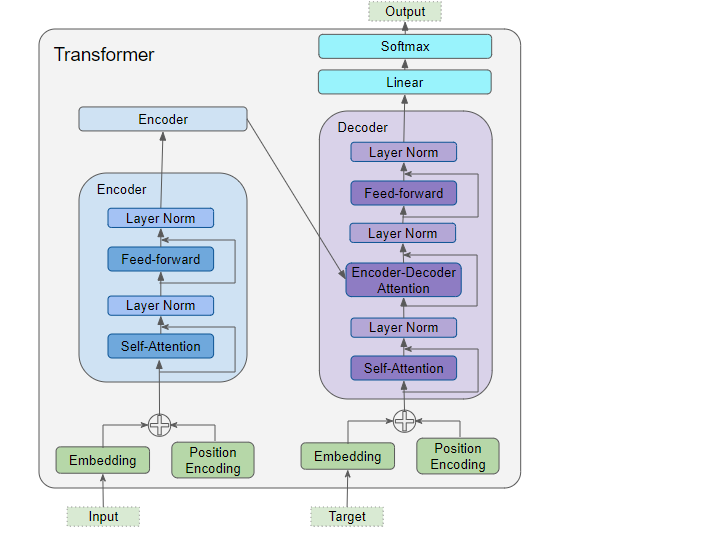 Output
Transformer
Softmax
Linear
Encoder
Decoder
Layer Norm
Feed-forward
Layer Norm
Encoder-Decoder
Attention
Layer Norm
Self-Attention
Encoder
Layer Norm
Feed-forward
Layer Norm
Self-Attention
Embedding
Position
Encoding
Embedding
Position
Encoding
Input
Target